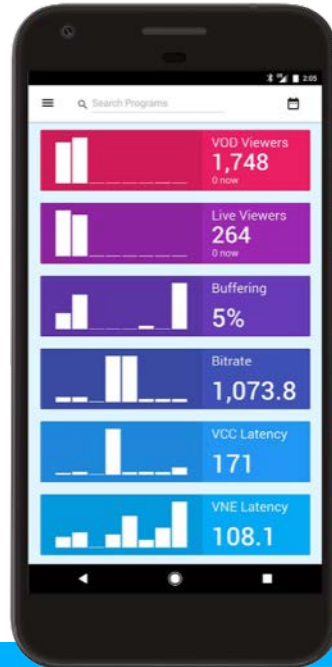 2:05
Search Programs
VOD Viewers
1,748
0 now
Live Viewers
264
0 now
Buffering
5%
Bitrate
1,073.8
VCC Latency
171
VNE Latency
108.1